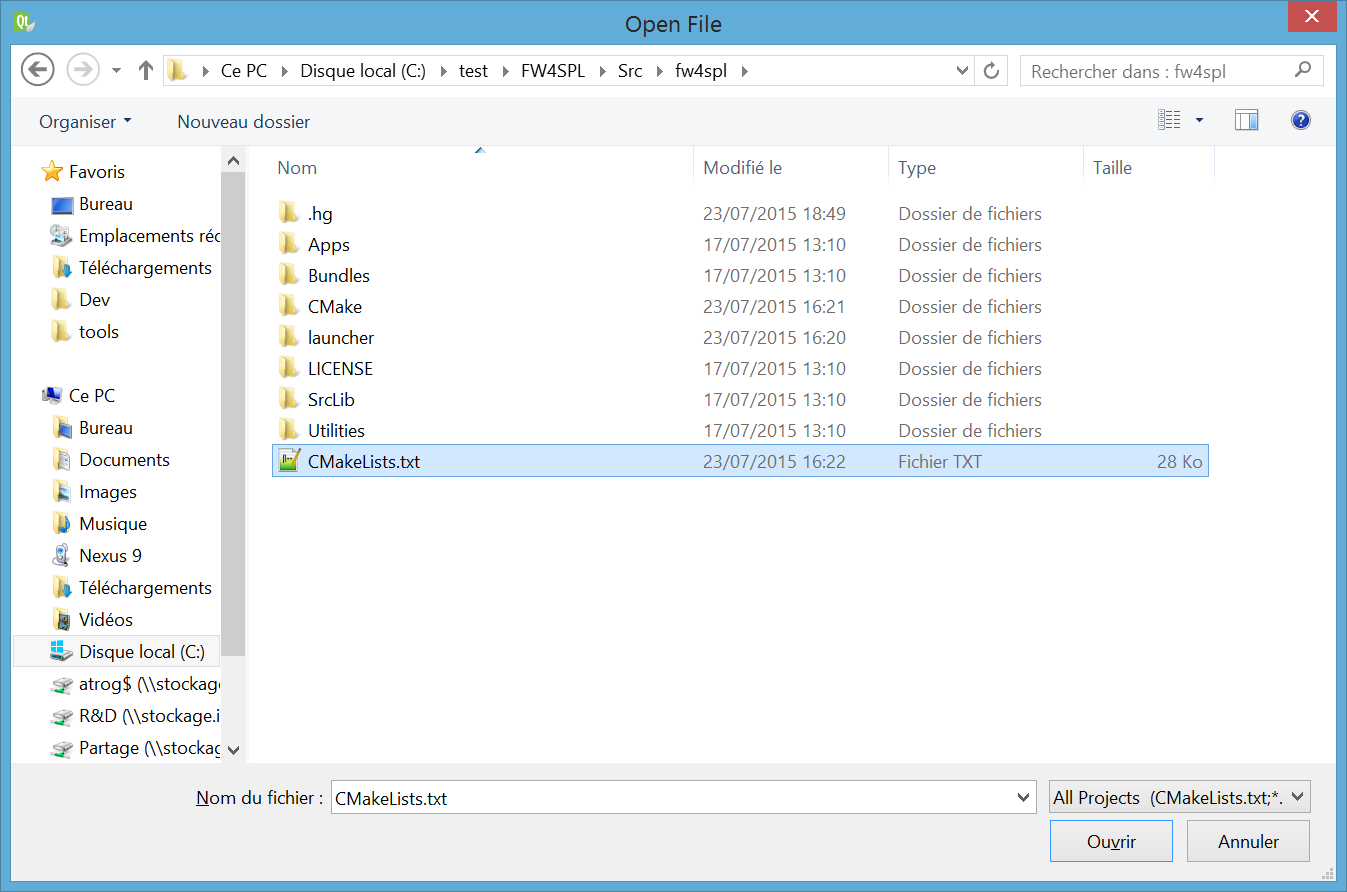 Open File
Ce PC Disque local (C:) test FW4SPL Src fw4spl
Rechercher dans : fw4spl
Organiser Nouveau dossier
Favoris
Bureau
Emplacements réc
Téléchargements
Dev
tools
Ce PC
Bureau
Documents
Images
Musique
Nexus 9
Téléchargements
Vidéos
Disque local (C:)
atrog$ (\\stockage
R&D (\\stockage.i
Partage (\\stockag
Nom Modifié le Type Taille
.hg 23/07/2015 18:49 Dossier de fichiers
Apps 17/07/2015 13:10 Dossier de fichiers
Bundles 17/07/2015 13:10 Dossier de fichiers
CMake 23/07/2015 16:21 Dossier de fichiers
launcher 23/07/2015 16:20 Dossier de fichiers
LICENSE 17/07/2015 13:10 Dossier de fichiers
SrcLib 17/07/2015 13:10 Dossier de fichiers
Utilities 17/07/2015 13:10 Dossier de fichiers
CMakeLists.txt 23/07/2015 16:22 Fichier TXT 28 Ko
Nom du fichier : CMakeLists.txt All Projects (CMakeLists.txt;*.
Ouvrir Annuler